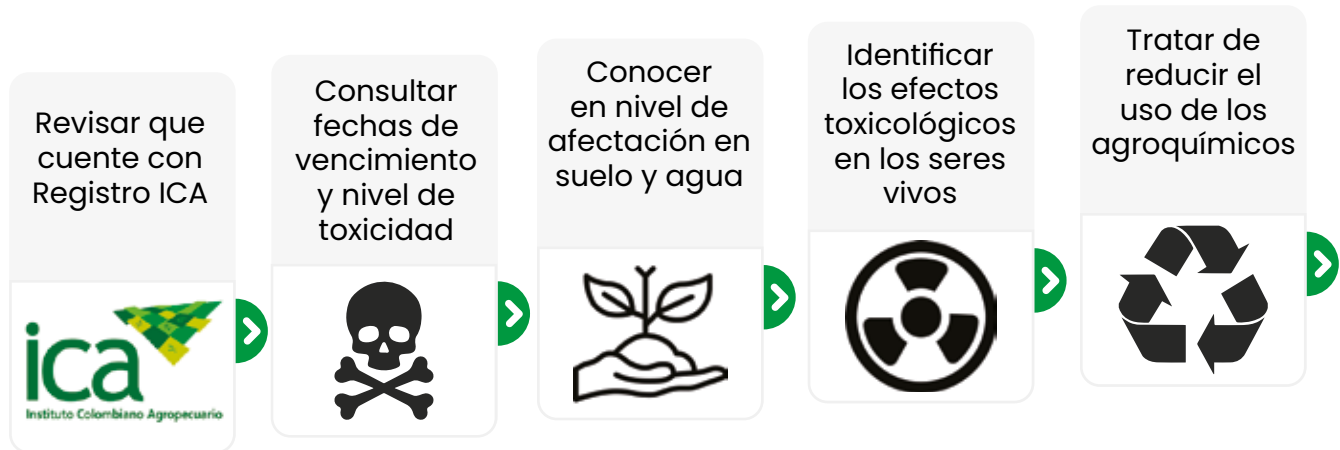 Revisar que
cuente con
Registro ICA
ica
Instituto Colombiano Agropecuario
Consultar
fechas de
vencimiento
y nivel de
toxicidad
Conocer
en nivel de
afectación en
suelo y agua
Identificar
los efectos
toxicológicos
en los seres
vivos
Tratar de
reducir el
uso de los
agroquímicos